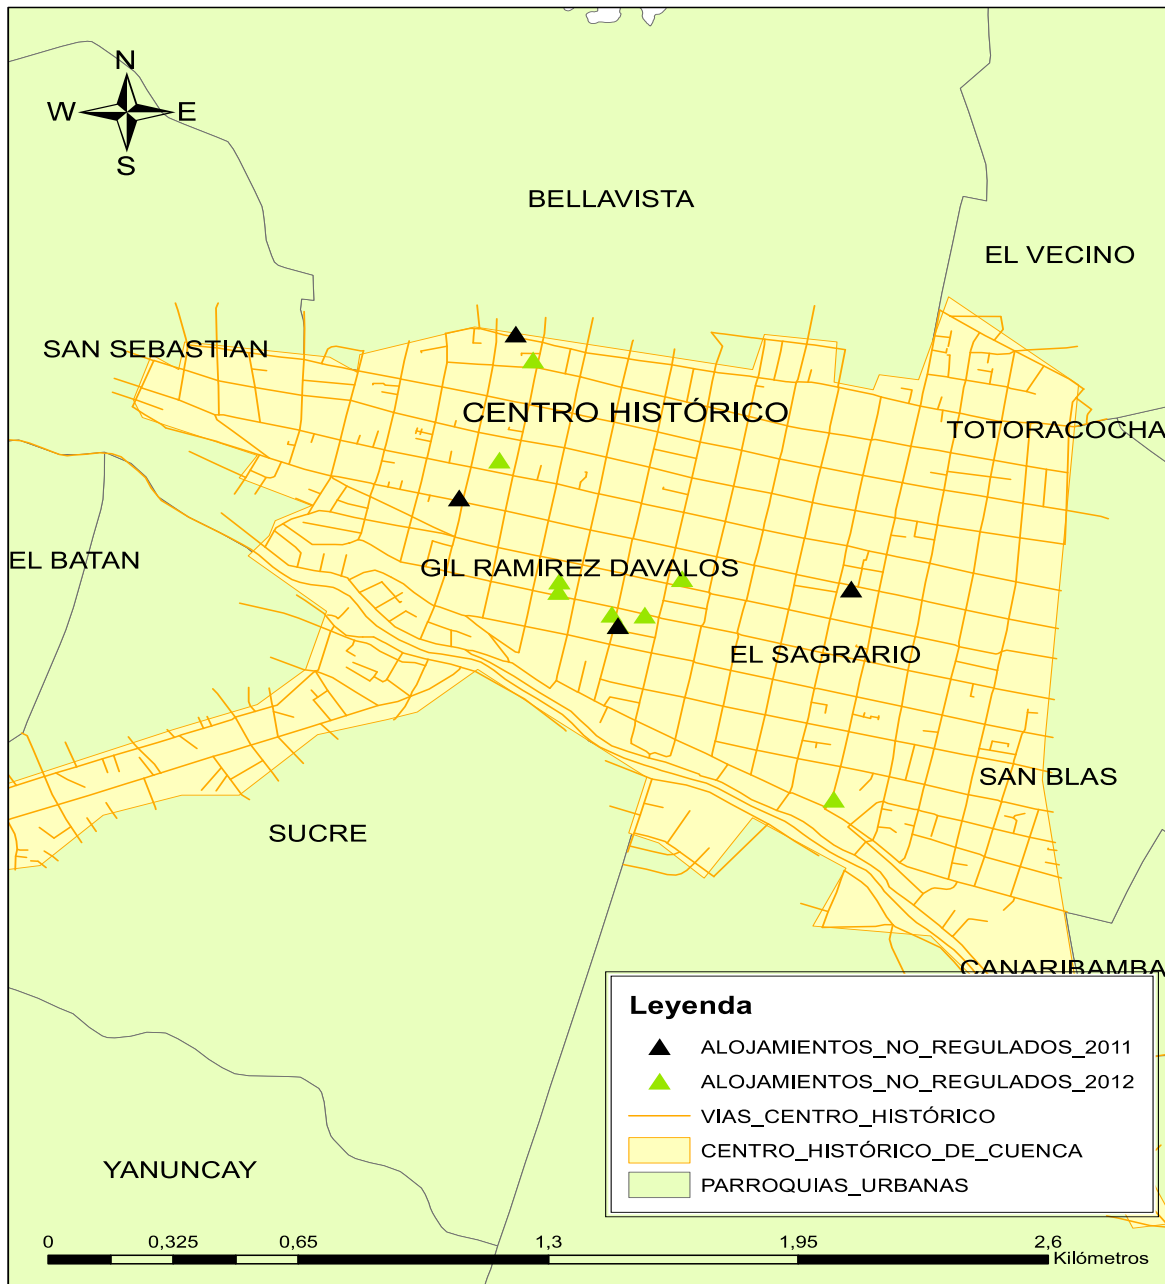 N
W E
S
BELLAVISTA
EL VECINO
SAN SEBASTIAN
CENTRO HISTÓRICO
TOTORACOCHA
EL BATAN
GIL RAMIREZ DAVALOS
EL SAGRARIO
SAN BLAS
SUCRE
CANARIBAMBA
Leyenda
ALOJAMIENTOS_NO_REGULADOS_2011
ALOJAMIENTOS_NO_REGULADOS_2012
VIAS_CENTRO_HISTÓRICO
CENTRO_HISTÓRICO_DE_CUENCA
PARROQUIAS_URBANAS
YANUNCAY
0 0,325 0,65 1,3 1,95 2,6
Kilómetros